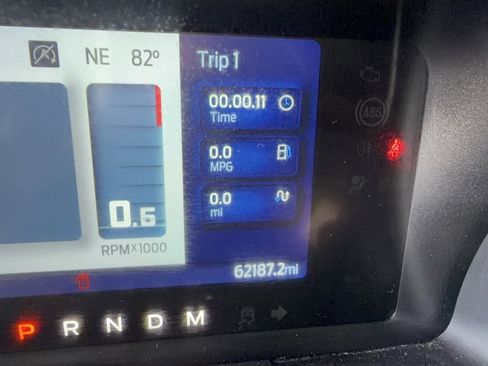 NE 82° Trip 1
00.00.11
Time
0.0
MPG
0.0
mi
0.6
RPMx1000
62187.2mi
P R N D M
ABS